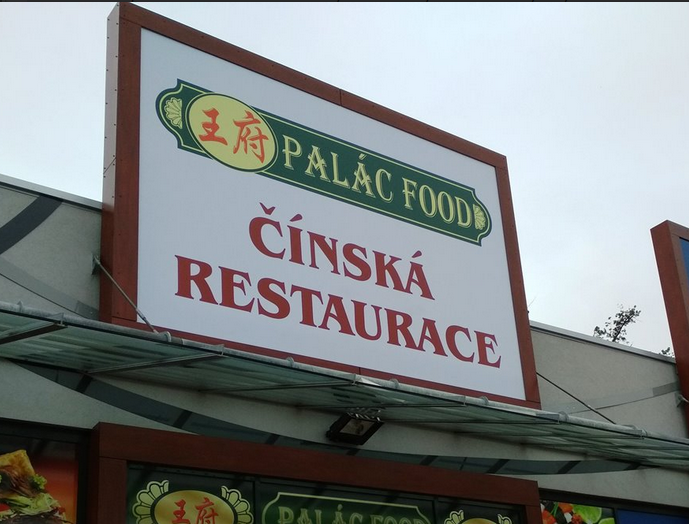 王府 PALÁC FOOD
ČÍNSKÁ
RESTAURACE
王府 PALÁC FOOD